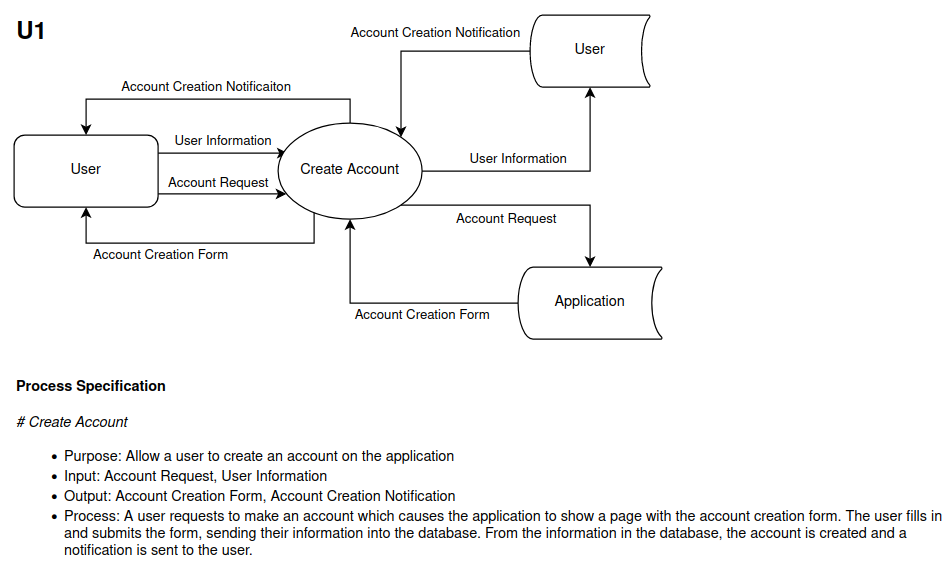 U1
Account Creation Notification
User
Account Creation Notificaiton
User Information
User
Create Account
User Information
Account Request
Account Request
Account Creation Form
Application
Account Creation Form
Process Specification
# Create Account
• Purpose: Allow a user to create an account on the application
• Input: Account Request, User Information
• Output: Account Creation Form, Account Creation Notification
• Process: A user requests to make an account which causes the application to show a page with the account creation form. The user fills in
and submits the form, sending their information into the database. From the information in the database, the account is created and a
notification is sent to the user.